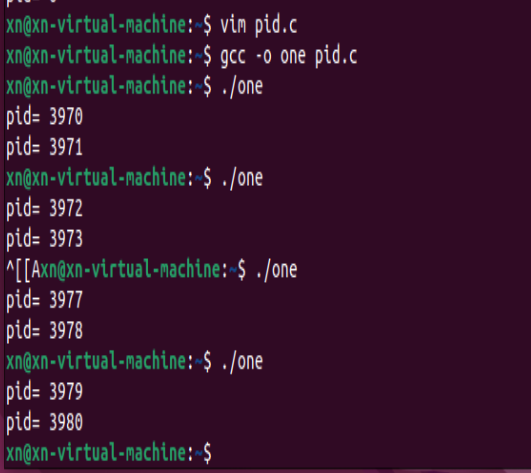 xn@xn-virtual-machine:~$ vim pid.c
xn@xn-virtual-machine:~$ gcc -o one pid.c
xn@xn-virtual-machine:~$ ./one
pid= 3970
pid= 3971
xn@xn-virtual-machine:~$ ./one
pid= 3972
pid= 3973
^[[Axn@xn-virtual-machine:~$ ./one
pid= 3977
pid= 3978
xn@xn-virtual-machine:~$ ./one
pid= 3979
pid= 3980
xn@xn-virtual-machine:~$